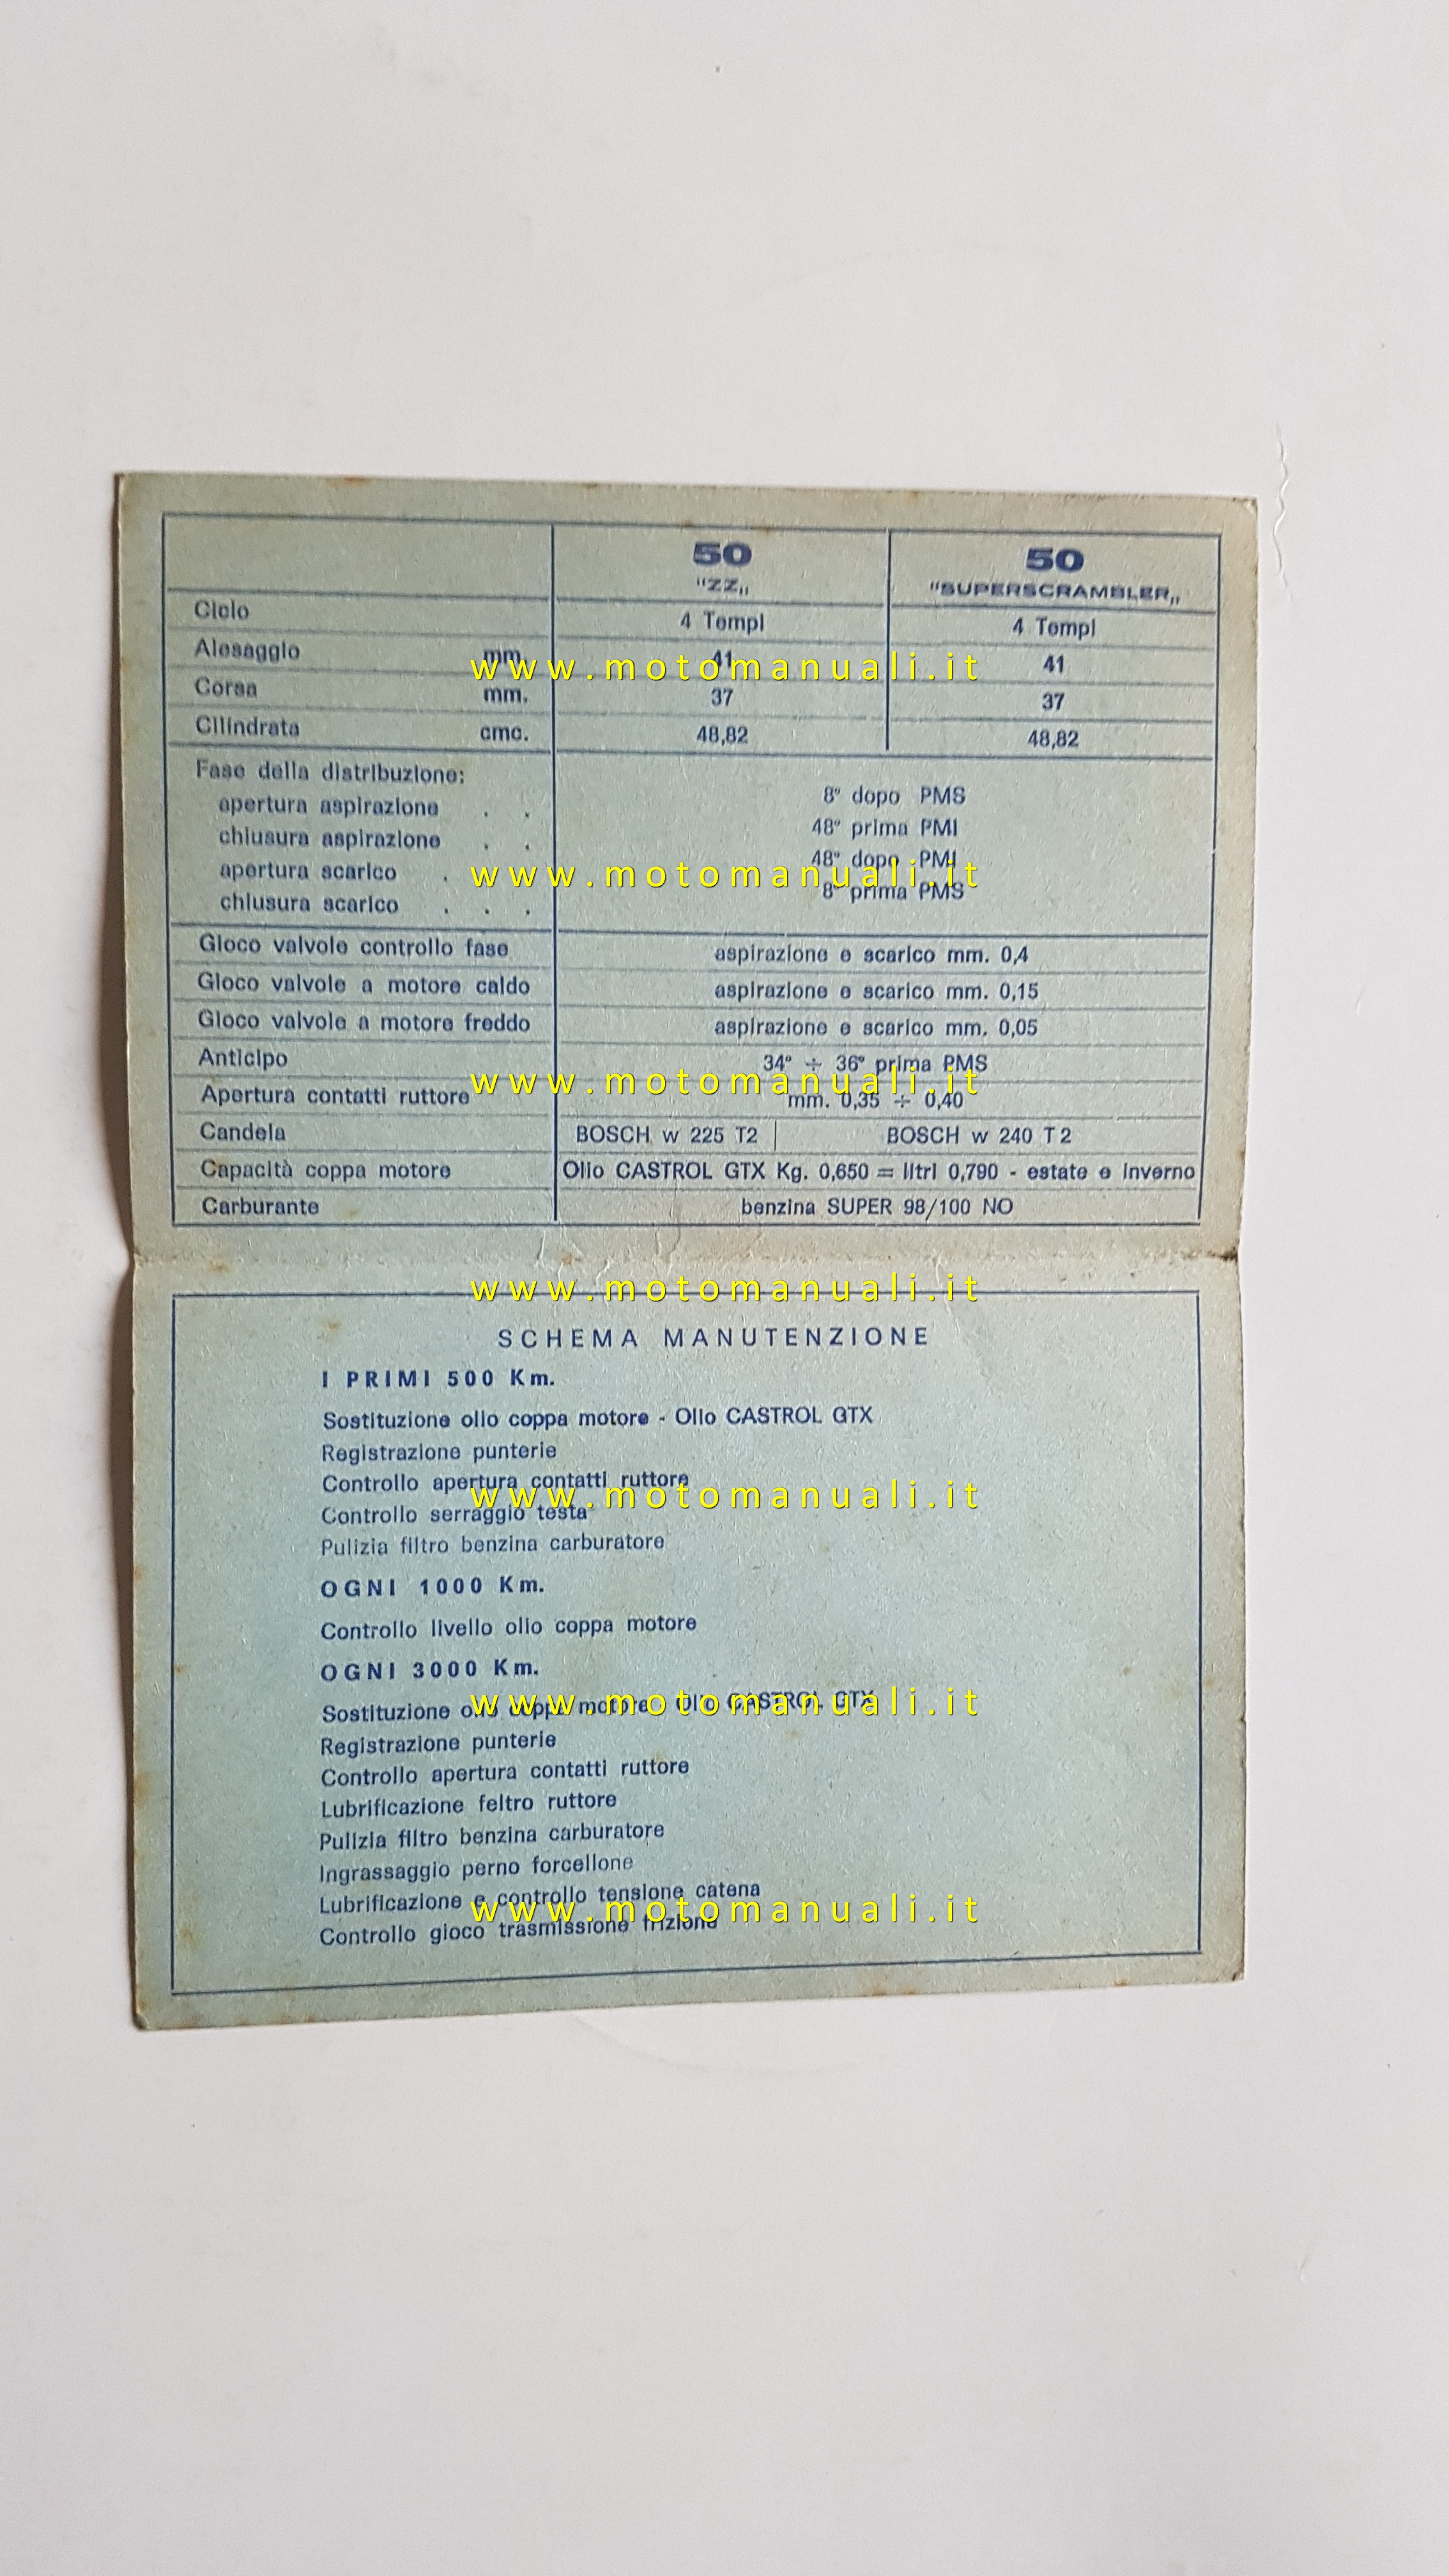 50 50
"ZZ„ "SUPERSCRAMBLER„
Ciclo 4 Tempi 4 Tempi
Alesaggio mm. 41 41
Corsa mm. 37 37
Cilindrata cmc. 48,82 48,82
Fase della distribuzione:
apertura aspirazione . . 8° dopo PMS
chiusura aspirazione . . 48° prima PMI
apertura scarico . 48° dopo PMI
chiusura scarico . . . 8° prima PMS
Gioco valvole controllo fase aspirazione e scarico mm. 0,4
Gioco valvole a motore caldo aspirazione e scarico mm. 0,15
Gioco valvole a motore freddo aspirazione e scarico mm. 0,05
Anticipo 34° ÷ 36° prima PMS
Apertura contatti ruttore mm. 0,35 ÷ 0,40
Candela BOSCH w 225 T2 BOSCH w 240 T2
Capacità coppa motore Olio CASTROL GTX Kg. 0,650 = litri 0,790 - estate e inverno
Carburante benzina SUPER 98/100 NO
SCHEMA MANUTENZIONE
I PRIMI 500 Km.
Sostituzione olio coppa motore - Olio CASTROL GTX
Registrazione punterie
Controllo apertura contatti ruttore
Controllo serraggio testa
Pulizia filtro benzina carburatore
OGNI 1000 Km.
Controllo livello olio coppa motore
OGNI 3000 Km.
Sostituzione olio coppa motore - Olio CASTROL GTX
Registrazione punterie
Controllo apertura contatti ruttore
Lubrificazione feltro ruttore
Pulizia filtro benzina carburatore
Ingrassaggio perno forcellone
Lubrificazione e controllo tensione catena
Controllo gioco trasmissione frizione
www.motomanuali.it
www.motomanuali.it
www.motomanuali.it
www.motomanuali.it
www.motomanuali.it
www.motomanuali.it
www.motomanuali.it